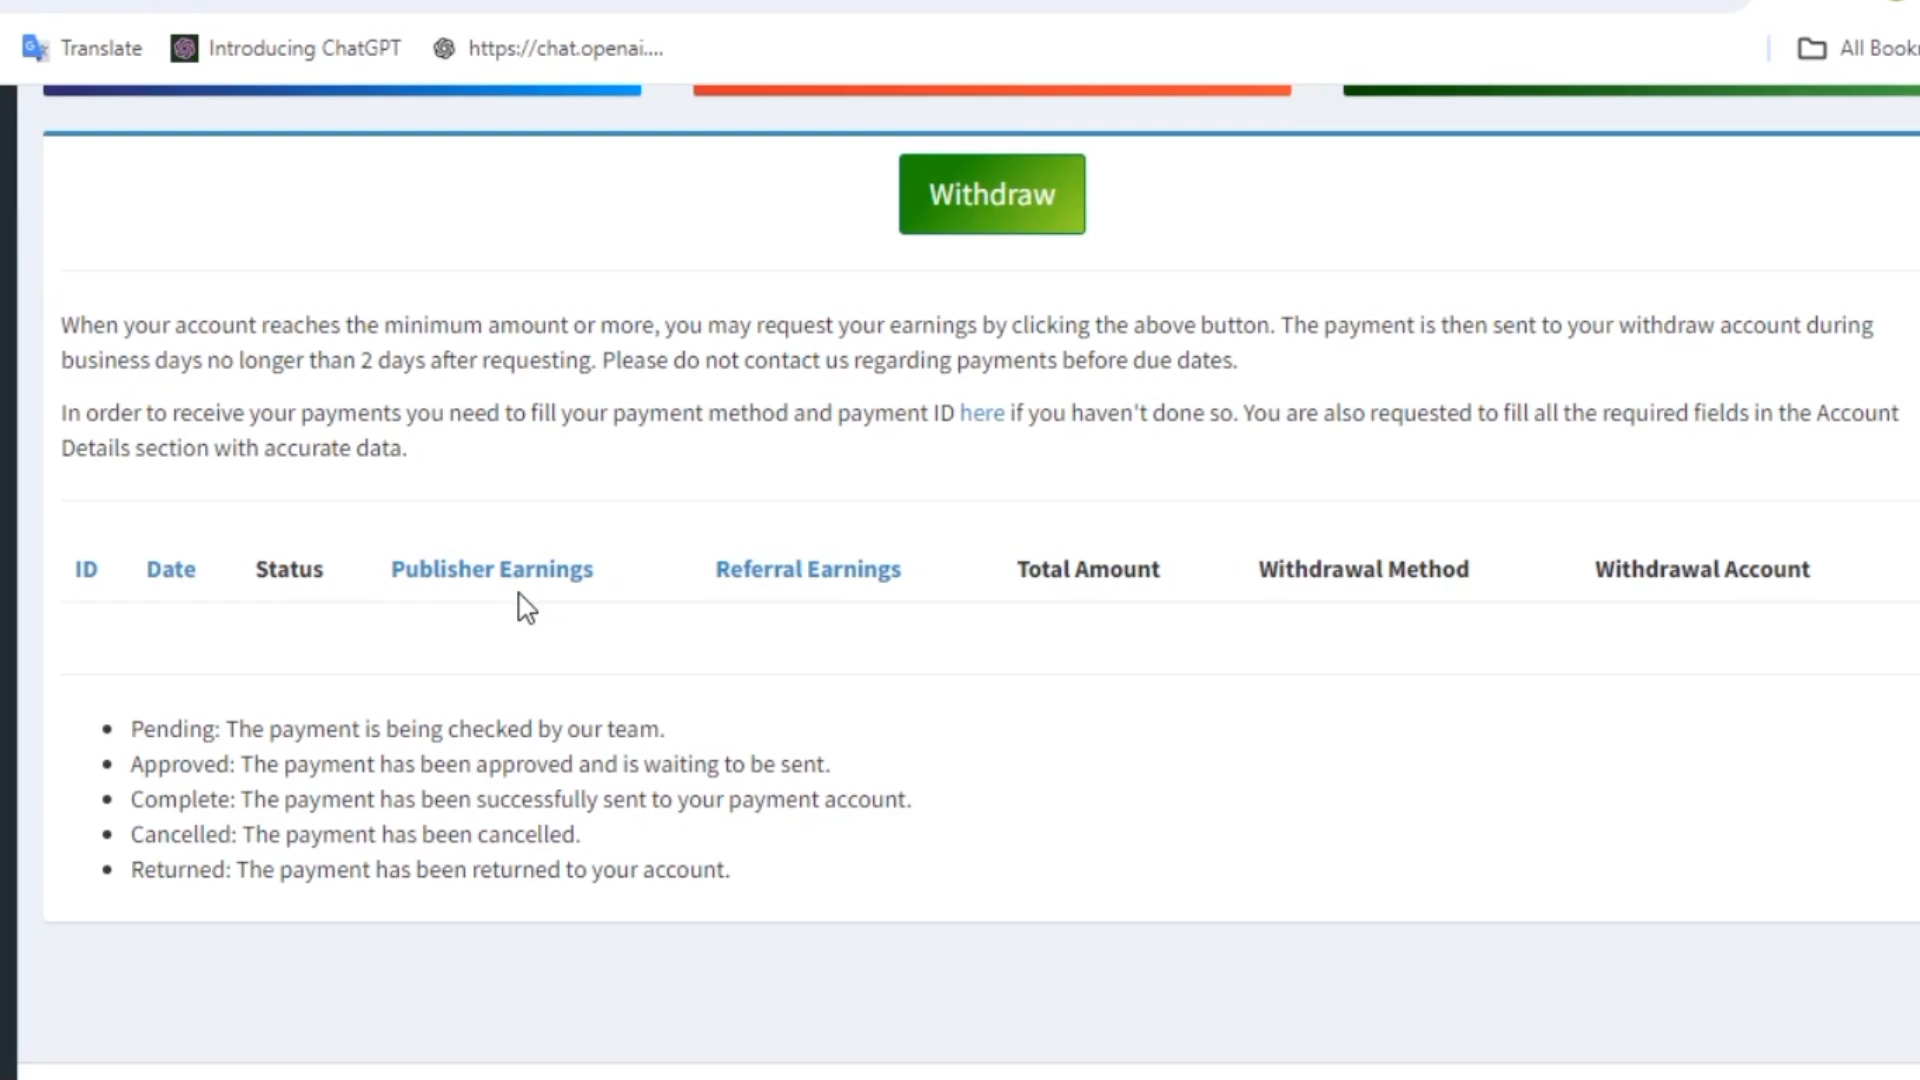 Translate Introducing ChatGPT https://chat.openai.... All Book
Withdraw
When your account reaches the minimum amount or more, you may request your earnings by clicking the above button. The payment is then sent to your withdraw account during
business days no longer than 2 days after requesting. Please do not contact us regarding payments before due dates.
In order to receive your payments you need to fill your payment method and payment ID here if you haven't done so. You are also requested to fill all the required fields in the Account
Details section with accurate data.
ID Date Status Publisher Earnings Referral Earnings Total Amount Withdrawal Method Withdrawal Account
Pending: The payment is being checked by our team.
Approved: The payment has been approved and is waiting to be sent.
Complete: The payment has been successfully sent to your payment account.
Cancelled: The payment has been cancelled.
Returned: The payment has been returned to your account.